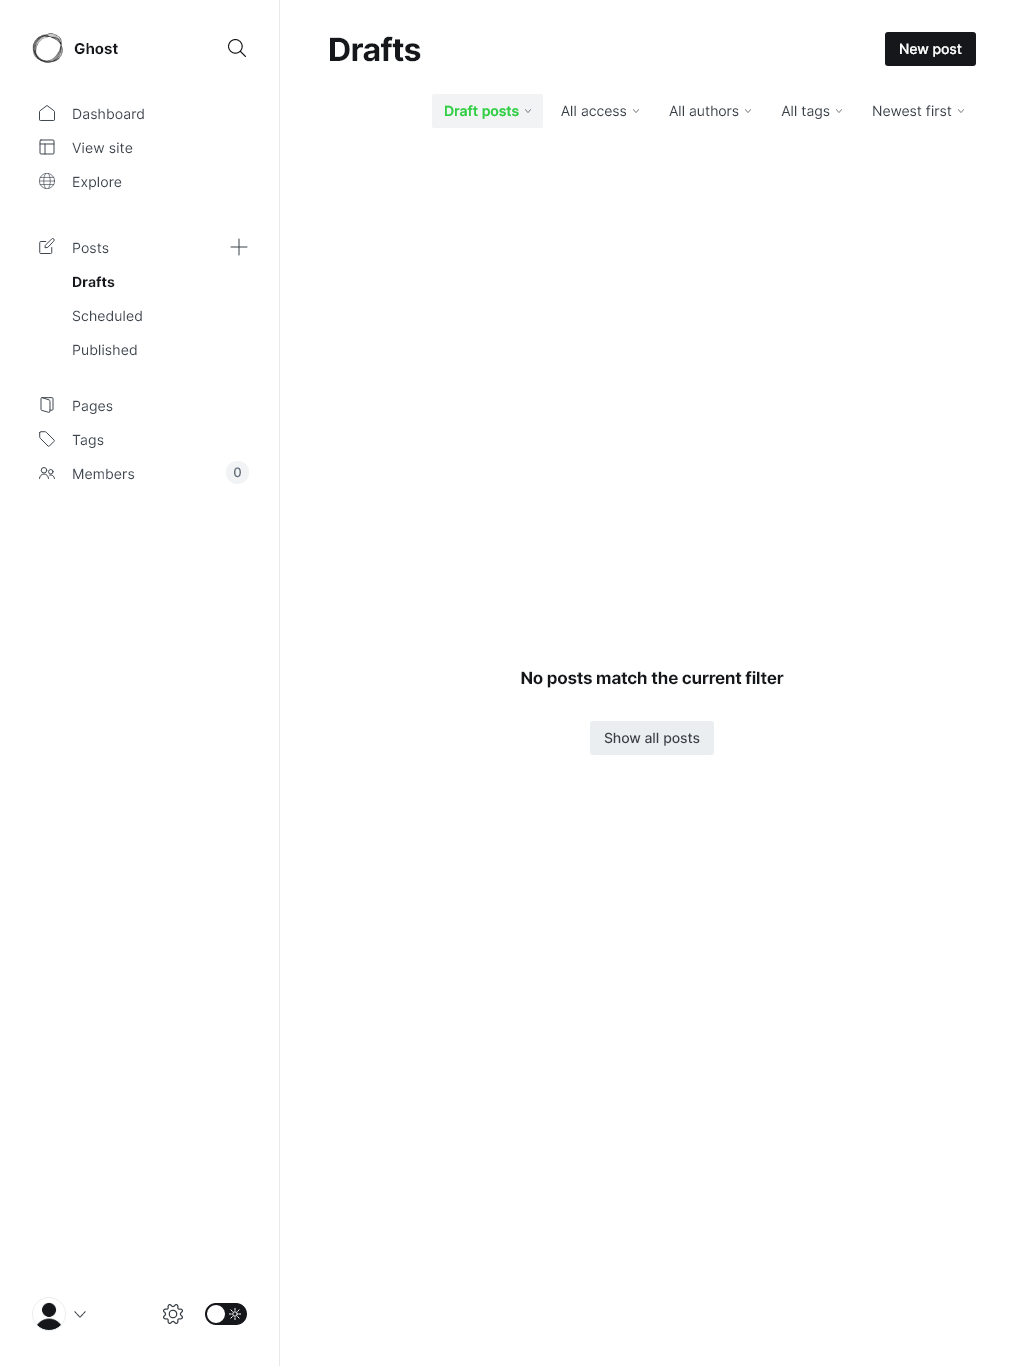 Ghost
Dashboard
View site
Explore
Posts
Drafts
Scheduled
Published
Pages
Tags
Members 0
Drafts
New post
Draft posts All access All authors All tags Newest first
No posts match the current filter
Show all posts